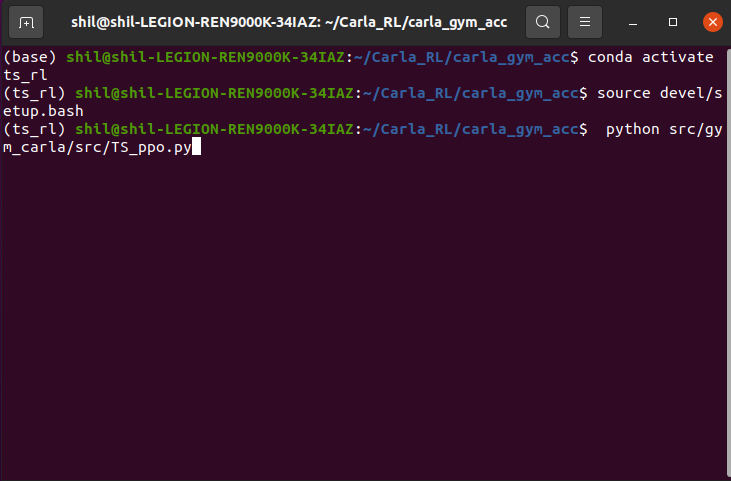 shil@shil-LEGION-REN9000K-34IAZ: ~/Carla_RL/carla_gym_acc
(base) shil@shil-LEGION-REN9000K-34IAZ:~/Carla_RL/carla_gym_acc$ conda activate
ts_rl
(ts_rl) shil@shil-LEGION-REN9000K-34IAZ:~/Carla_RL/carla_gym_acc$ source devel/s
etup.bash
(ts_rl) shil@shil-LEGION-REN9000K-34IAZ:~/Carla_RL/carla_gym_acc$  python src/gy
m_carla/src/TS_ppo.py